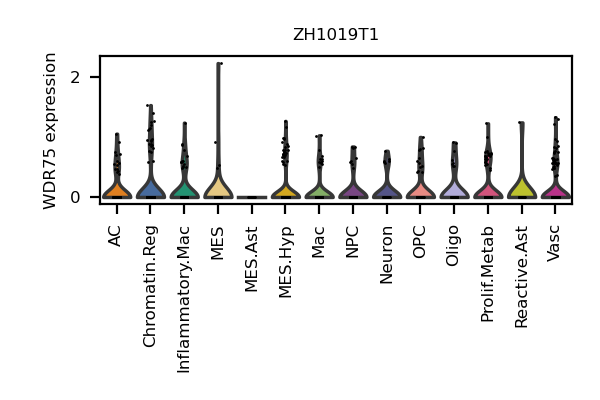 ZH1019T1
WDR75 expression
2
0
AC
Chromatin.Reg
Inflammatory.Mac
MES
MES.Ast
MES.Hyp
Mac
NPC
Neuron
OPC
Oligo
Prolif.Metab
Reactive.Ast
Vasc